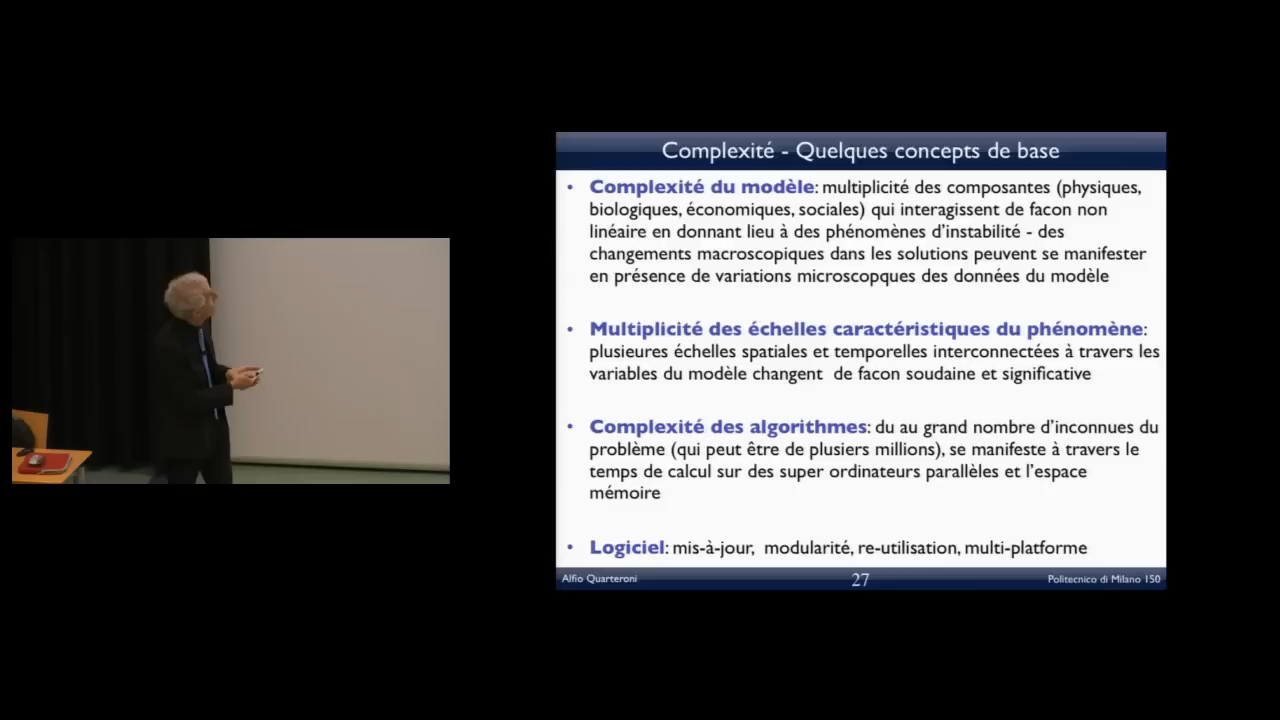 Complexité - Quelques concepts de base
• Complexité du modèle: multiplicité des composantes (physiques,
biologiques, économiques, sociales) qui interagissent de facon non
linéaire en donnant lieu à des phénomènes d'instabilité - des
changements macroscopiques dans les solutions peuvent se manifester
en présence de variations microscopques des données du modèle
• Multiplicité des échelles caractéristiques du phénomène:
plusieures échelles spatiales et temporelles interconnectées à travers les
variables du modèle changent de facon soudaine et significative
• Complexité des algorithmes: du au grand nombre d'inconnues du
problème (qui peut être de plusiers millions), se manifeste à travers le
temps de calcul sur des super ordinateurs parallèles et l'espace
mémoire
• Logiciel: mis-à-jour, modularité, re-utilisation, multi-platforme
Alfio Quarteroni
27
Politecnico di Milano 150